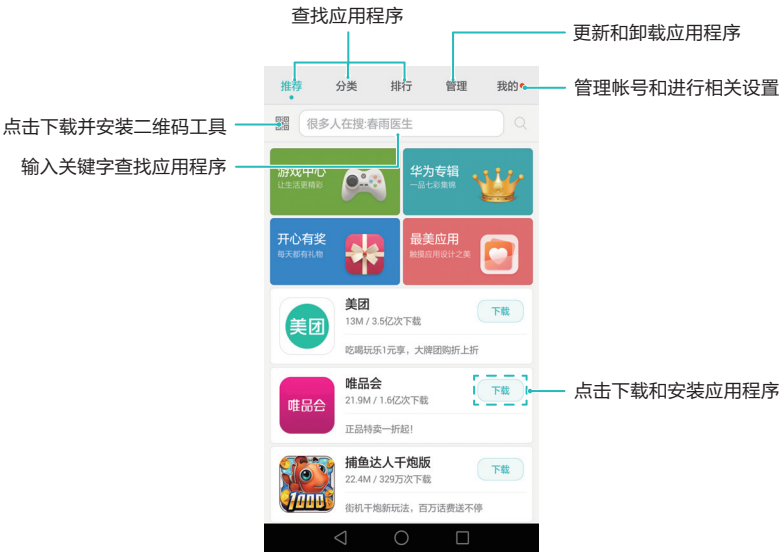 查找应用程序
更新和卸载应用程序
推荐 分类 排行 管理 我的
管理帐号和进行相关设置
点击下载并安装二维码工具
很多人在搜:春雨医生
输入关键字查找应用程序
游戏中心
让生活更精彩
华为专辑
一品七彩集锦
开心有奖
每天都有礼物
最美应用
触摸应用设计之美
美团
美团
13M / 3.5亿次下载
下载
吃喝玩乐1元享，大牌团购折上折
唯品会
唯品会
21.9M / 1.6亿次下载
下载
点击下载和安装应用程序
正品特卖一折起!
捕鱼达人千炮版
22.4M / 329万次下载
下载
1000
街机千炮新玩法，百万话费送不停